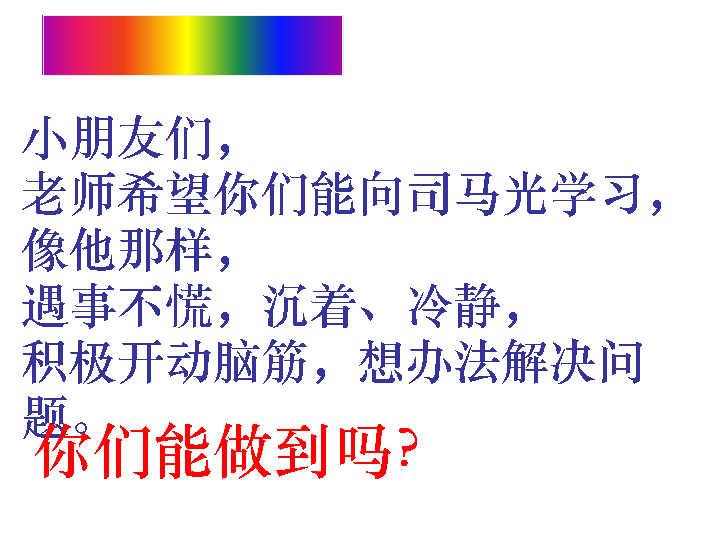 小朋友们，
老师希望你们能向司马光学习，
像他那样，
遇事不慌，沉着、冷静，
积极开动脑筋，想办法解决问
题。
你们能做到吗?